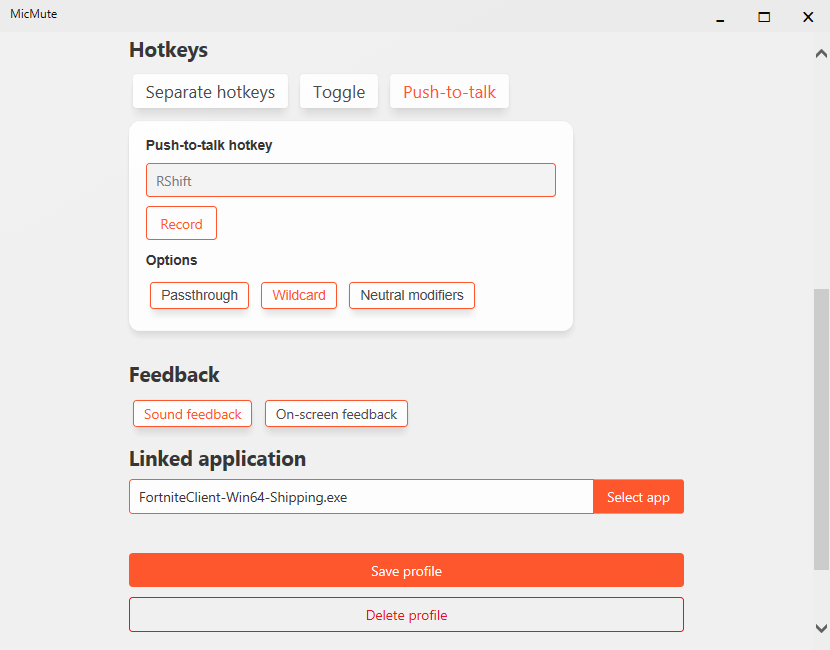 MicMute
Hotkeys
Separate hotkeys Toggle Push-to-talk
Push-to-talk hotkey
RShift
Record
Options
Passthrough Wildcard Neutral modifiers
Feedback
Sound feedback On-screen feedback
Linked application
FortniteClient-Win64-Shipping.exe Select app
Save profile
Delete profile